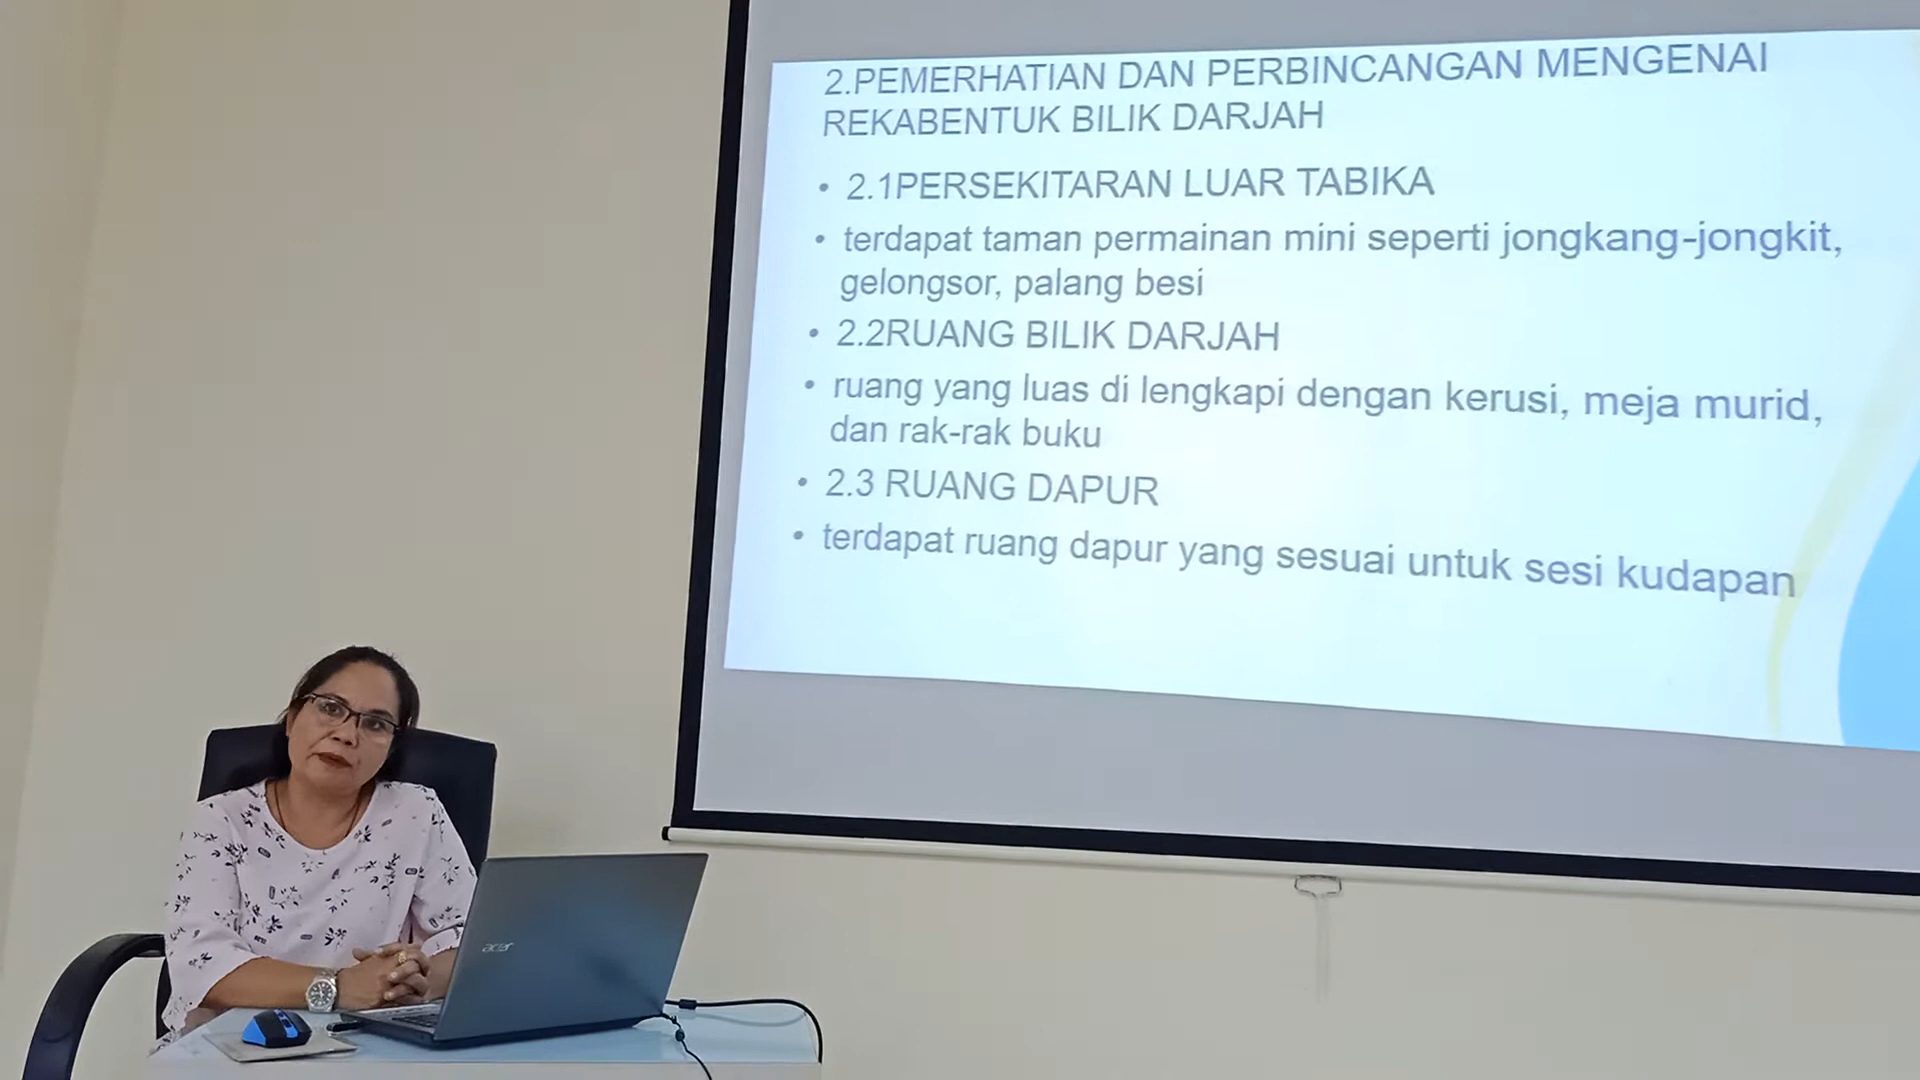 2.PEMERHATIAN DAN PERBINCANGAN MENGENAI
REKABENTUK BILIK DARJAH
• 2.1PERSEKITARAN LUAR TABIKA
• terdapat taman permainan mini seperti jongkang-jongkit,
gelongsor, palang besi
• 2.2RUANG BILIK DARJAH
• ruang yang luas di lengkapi dengan kerusi, meja murid,
dan rak-rak buku
• 2.3 RUANG DAPUR
• terdapat ruang dapur yang sesuai untuk sesi kudapan
acer